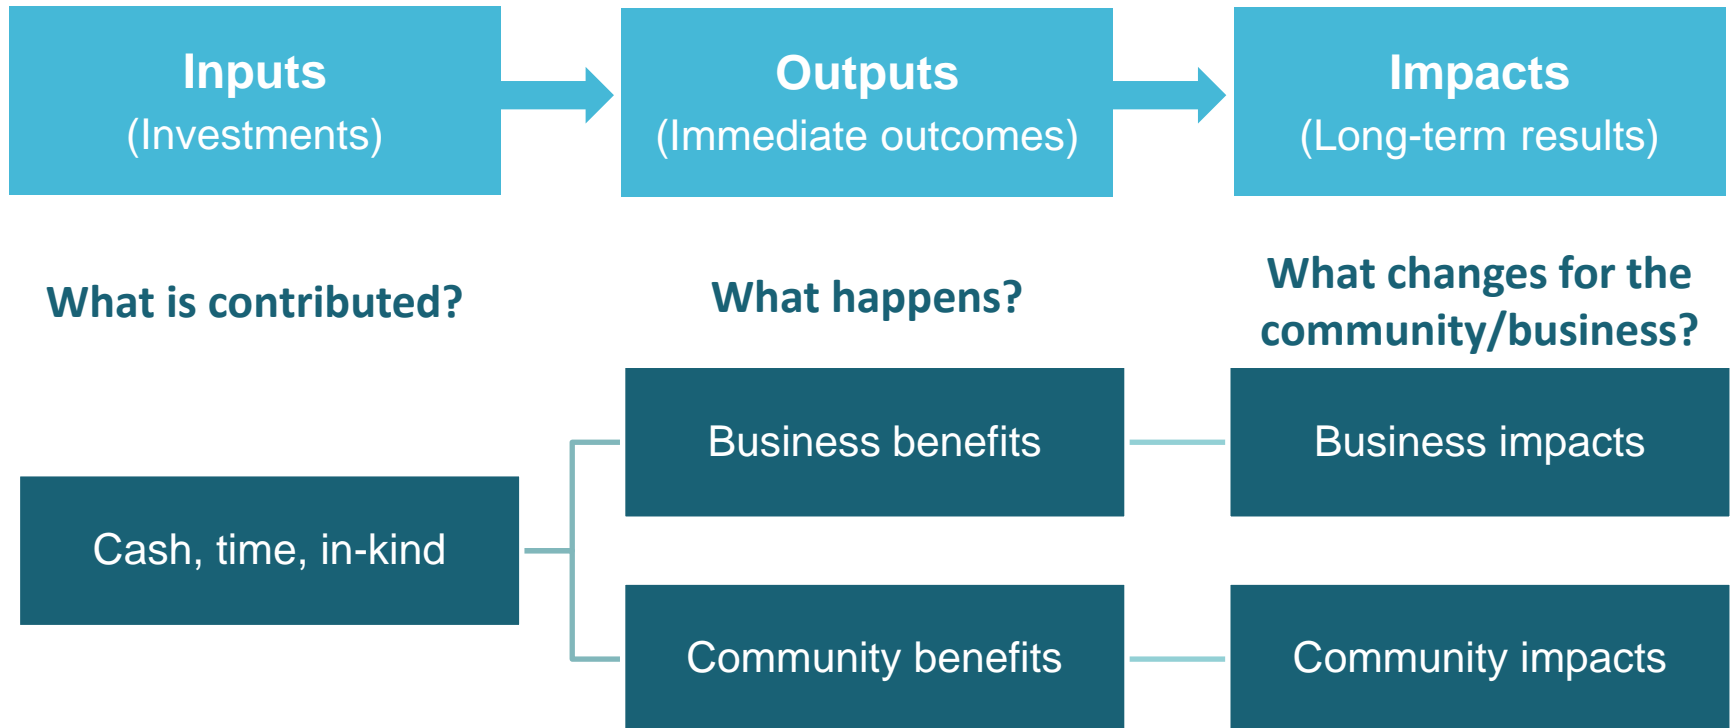 Inputs
(Investments)
Outputs
(Immediate outcomes)
Impacts
(Long-term results)
What is contributed?
What happens?
What changes for the
community/business?
Cash, time, in-kind
Business benefits
Business impacts
Community benefits
Community impacts